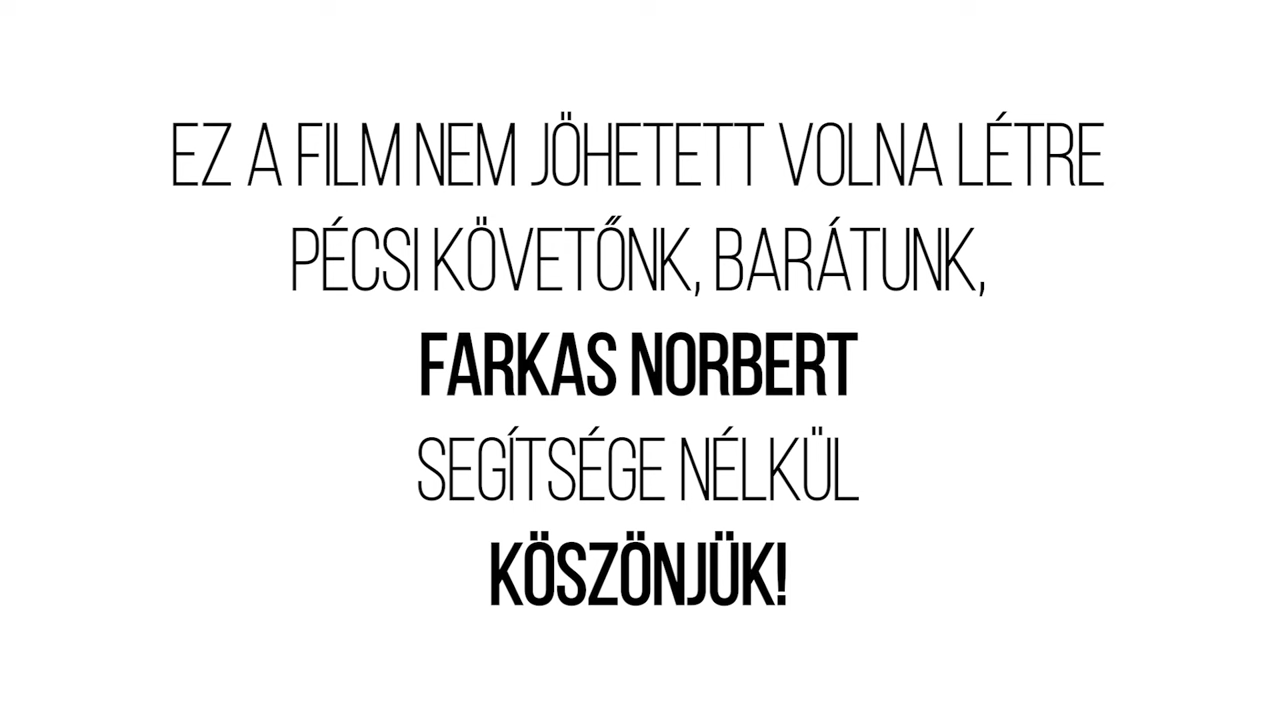 EZ A FILM NEM JÖHETETT VOLNA LÉTRE
PÉCSI KÖVETŐNK, BARÁTUNK,
FARKAS NORBERT
SEGÍTSÉGE NÉLKÜL
KÖSZÖNJÜK!